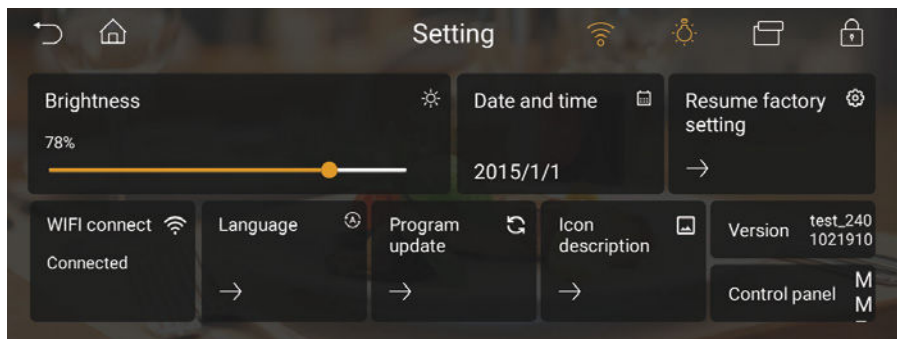 Setting
Brightness
78%
Date and time
2015/1/1
Resume factory
setting
WIFI connect
Connected
Language
Program
update
Icon
description
Version
test_240
1021910
Control panel
M
M